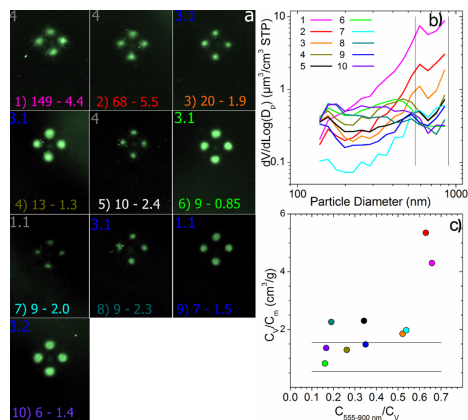 a
4
1) 149 - 4.4
4
2) 68 - 5.5
3.1
3) 20 - 1.9
3.1
4) 13 - 1.3
4
5) 10 - 2.4
3.1
6) 9 - 0.85
1.1
7) 9 - 2.0
3.1
8) 9 - 2.3
1.1
9) 7 - 1.5
3.2
10) 6 - 1.4
b)
dV/dLog(Dp) (µm³/cm³ STP)
10
1
0.1
1 6
2 7
3 8
4 9
5 10
100 900
Particle Diameter (nm)
c)
CV/Cm (cm³/g)
6
4
2
0
0.0 0.1 0.2 0.3 0.4 0.5 0.6 0.7
C555-900 nm/CV